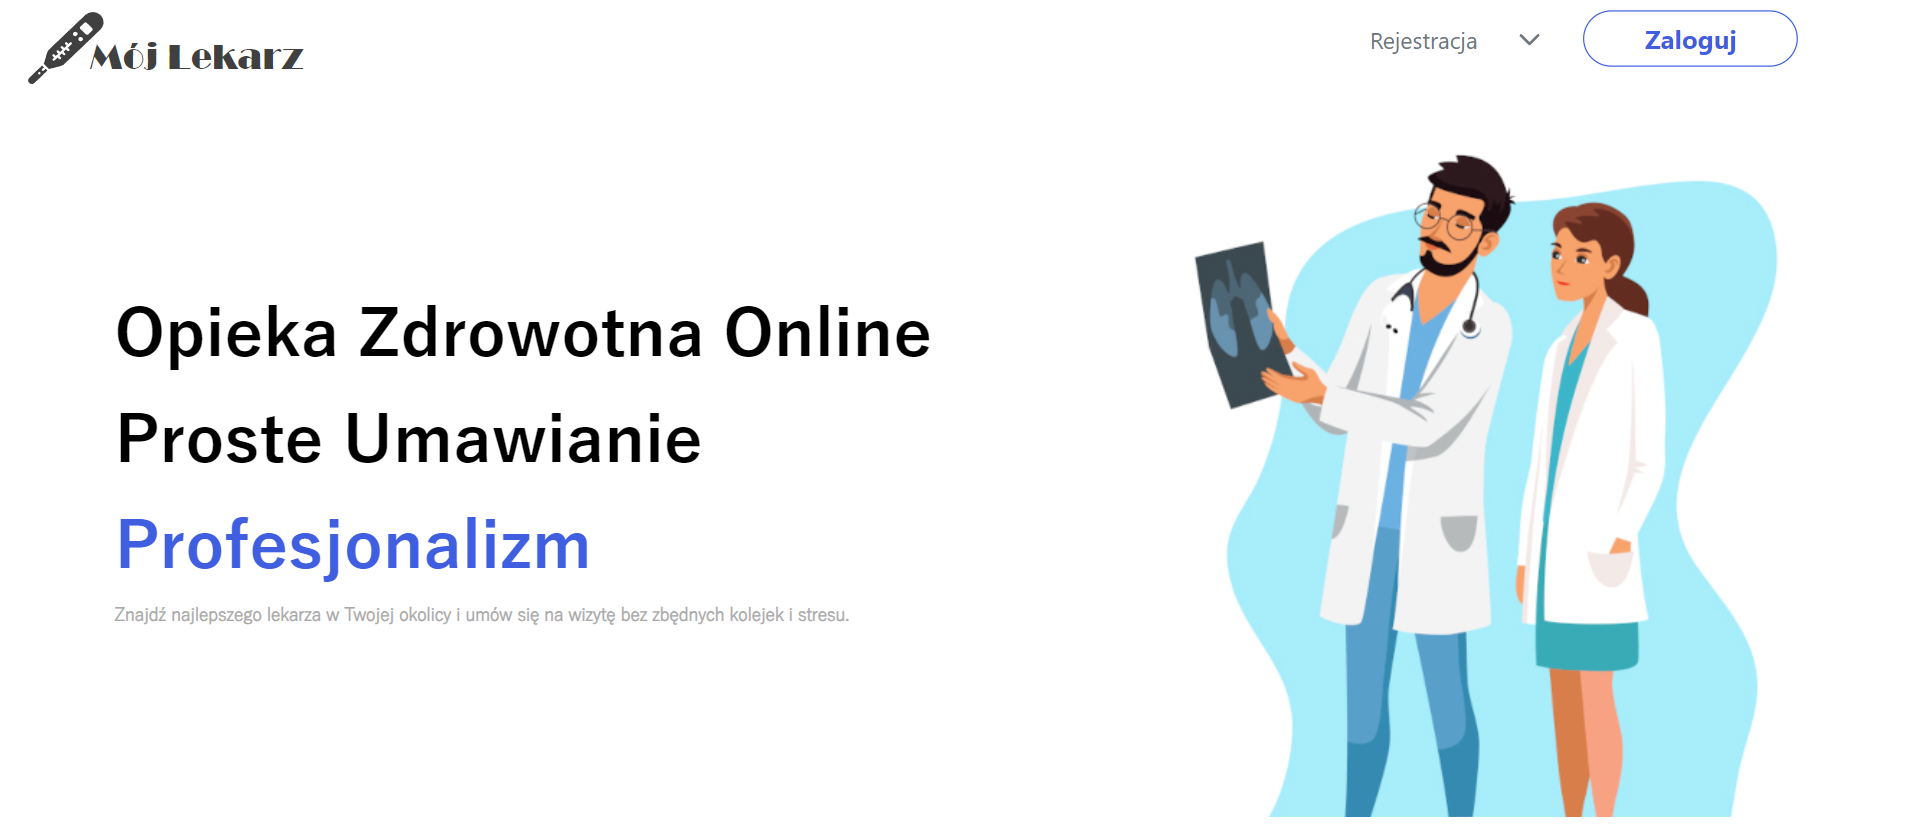 Mój Lekarz
Rejestracja
Zaloguj
Opieka Zdrowotna Online
Proste Umawianie
Profesjonalizm
Znajdź najlepszego lekarza w Twojej okolicy i umów się na wizytę bez zbędnych kolejek i stresu.